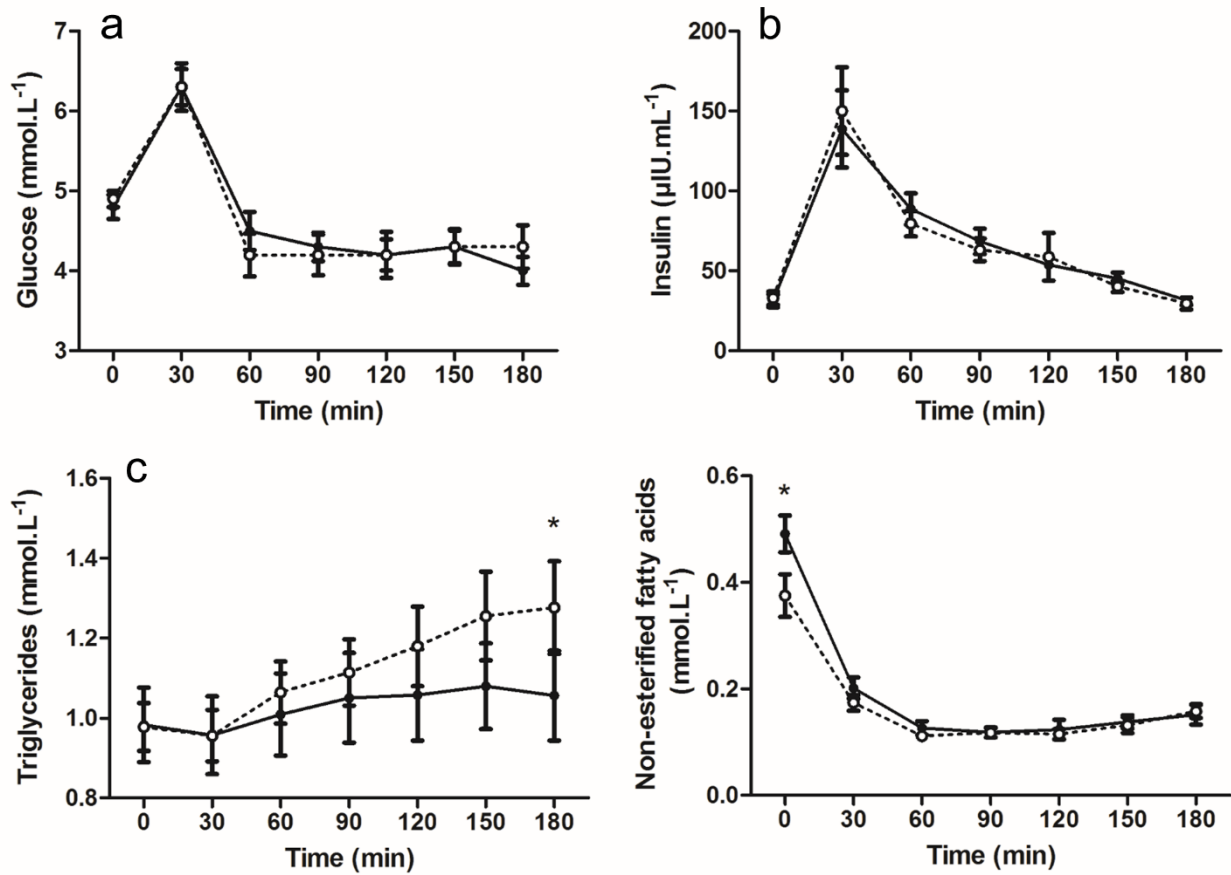 a
Glucose (mmol.L⁻¹)
7
6
5
4
3
0 30 60 90 120 150 180
Time (min)
b
Insulin (µIU.mL⁻¹)
200
150
100
50
0
0 30 60 90 120 150 180
Time (min)
c
Triglycerides (mmol.L⁻¹)
1.6
1.4
1.2
1.0
0.8
*
0 30 60 90 120 150 180
Time (min)
Non-esterified fatty acids
(mmol.L⁻¹)
0.6
0.4
0.2
0.0
*
0 30 60 90 120 150 180
Time (min)